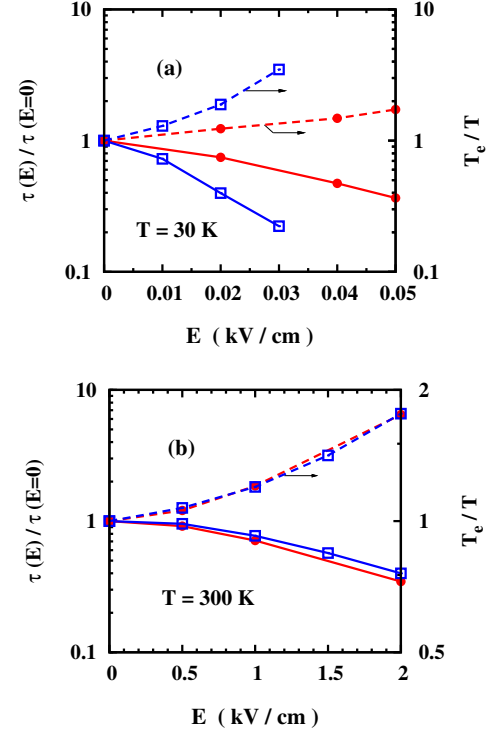 10 10
(a)
τ (E) / τ (E=0)
1 1
T_e / T
T = 30 K
0.1 0.1
0 0.01 0.02 0.03 0.04 0.05
E ( kV / cm )
10 2
(b)
τ (E) / τ (E=0)
1 1
T_e / T
T = 300 K
0.1 0.5
0 0.5 1 1.5 2
E ( kV / cm )